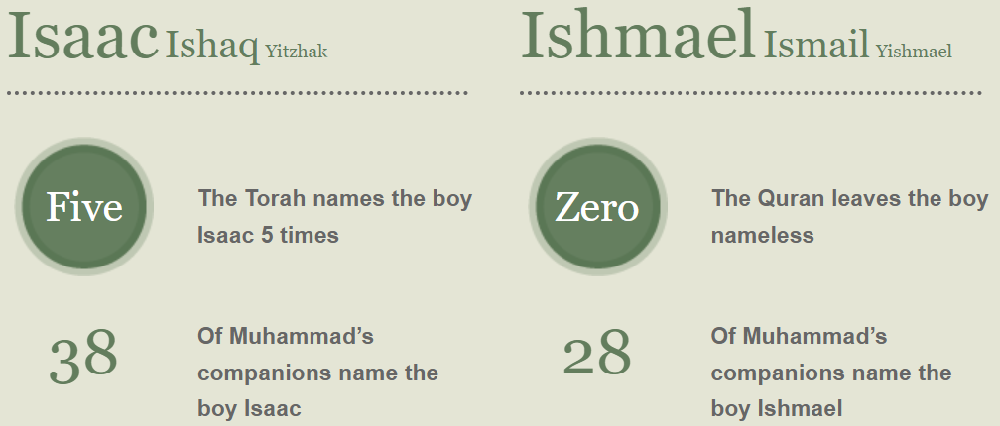 Isaac Ishaq Yitzhak
Five
The Torah names the boy
Isaac 5 times
38
Of Muhammad’s
companions name the
boy Isaac
Ishmael Ismail Yishmael
Zero
The Quran leaves the boy
nameless
28
Of Muhammad’s
companions name the
boy Ishmael